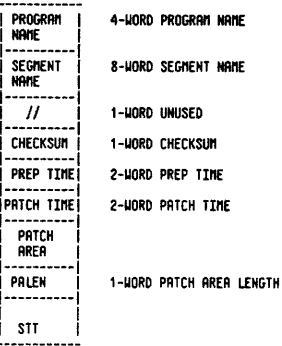 PROGRAM NAME 4-WORD PROGRAM NAME
SEGMENT NAME 8-WORD SEGMENT NAME
// 1-WORD UNUSED
CHECKSUM 1-WORD CHECKSUM
PREP TIME 2-WORD PREP TIME
PATCH TIME 2-WORD PATCH TIME
PATCH
AREA
PALEN 1-WORD PATCH AREA LENGTH
STT